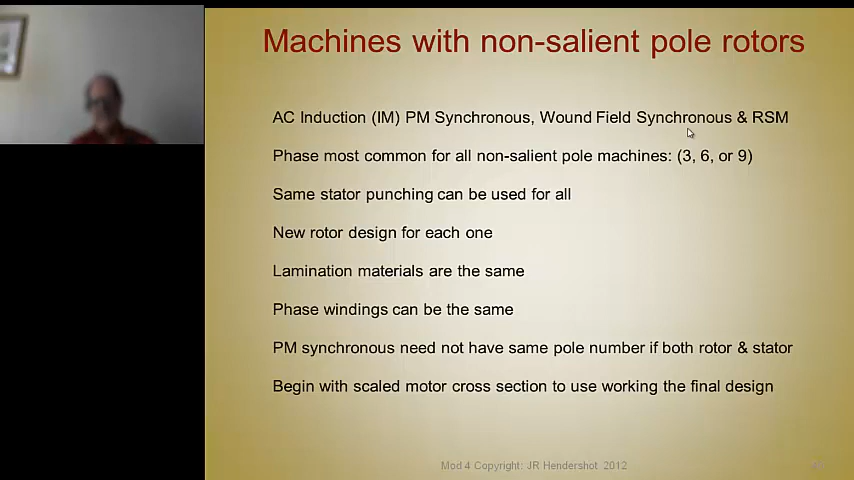 Machines with non-salient pole rotors
AC Induction (IM) PM Synchronous, Wound Field Synchronous & RSM
Phase most common for all non-salient pole machines: (3, 6, or 9)
Same stator punching can be used for all
New rotor design for each one
Lamination materials are the same
Phase windings can be the same
PM synchronous need not have same pole number if both rotor & stator
Begin with scaled motor cross section to use working the final design
Mod 4 Copyright: JR Hendershot 2012